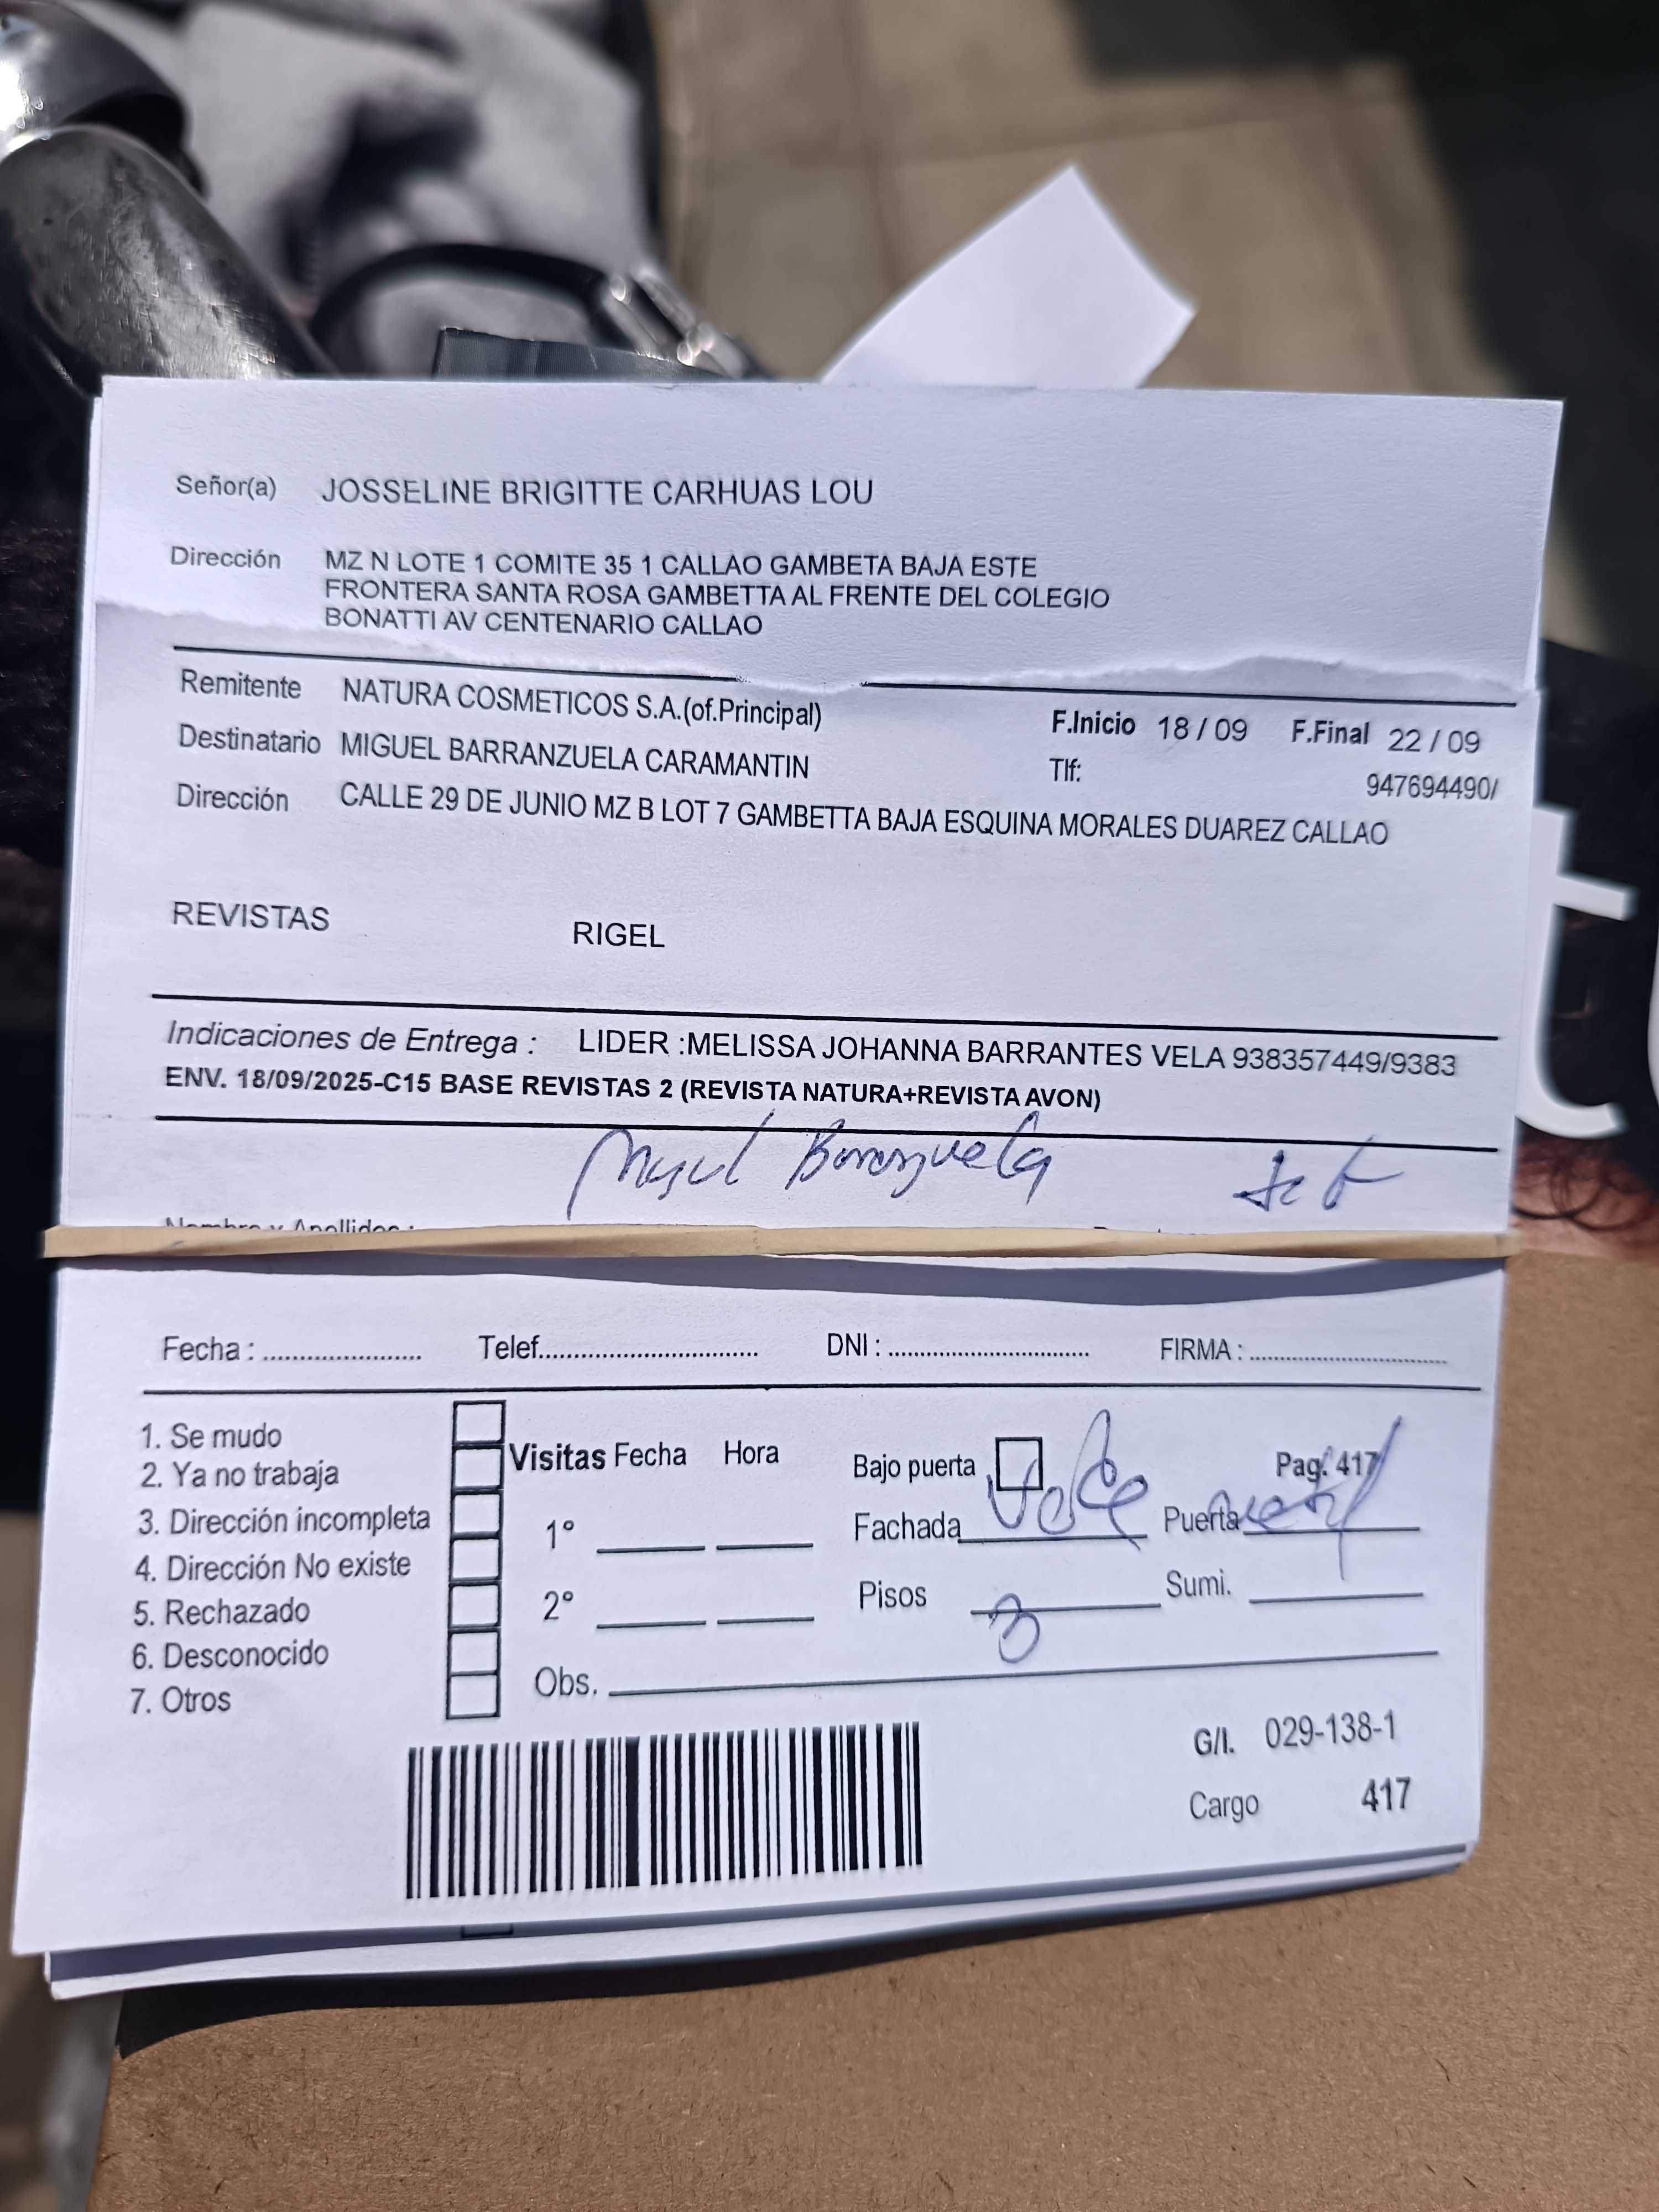 Señor(a) JOSSELINE BRIGITTE CARHUAS LOU
Dirección MZ N LOTE 1 COMITE 35 1 CALLAO GAMBETA BAJA ESTE
FRONTERA SANTA ROSA GAMBETTA AL FRENTE DEL COLEGIO
BONATTI AV CENTENARIO CALLAO
Remitente NATURA COSMETICOS S.A.(of.Principal)
F.Inicio 18 / 09 F.Final 22 / 09
Destinatario MIGUEL BARRANZUELA CARAMANTIN
Tlf: 947694490/
Dirección CALLE 29 DE JUNIO MZ B LOT 7 GAMBETTA BAJA ESQUINA MORALES DUAREZ CALLAO
REVISTAS RIGEL
Indicaciones de Entrega : LIDER :MELISSA JOHANNA BARRANTES VELA 938357449/9383
ENV. 18/09/2025-C15 BASE REVISTAS 2 (REVISTA NATURA+REVISTA AVON)
Miguel Baranzuela
Nombre y Apellidos :
Fecha : ...................... Telef................................. DNI : ................................ FIRMA : ...............................
1. Se mudo
2. Ya no trabaja
3. Dirección incompleta
4. Dirección No existe
5. Rechazado
6. Desconocido
7. Otros
Visitas Fecha Hora
1°
2°
Obs.
Bajo puerta Pag. 417
Fachada Puerta
Pisos 3 Sumi.
G/I. 029-138-1
Cargo 417
t